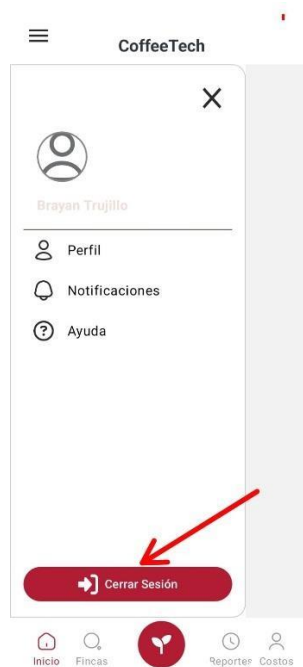 CoffeeTech
Brayan Trujillo
Perfil
Notificaciones
Ayuda
Cerrar Sesión
Inicio
Fincas
Reportes
Costos